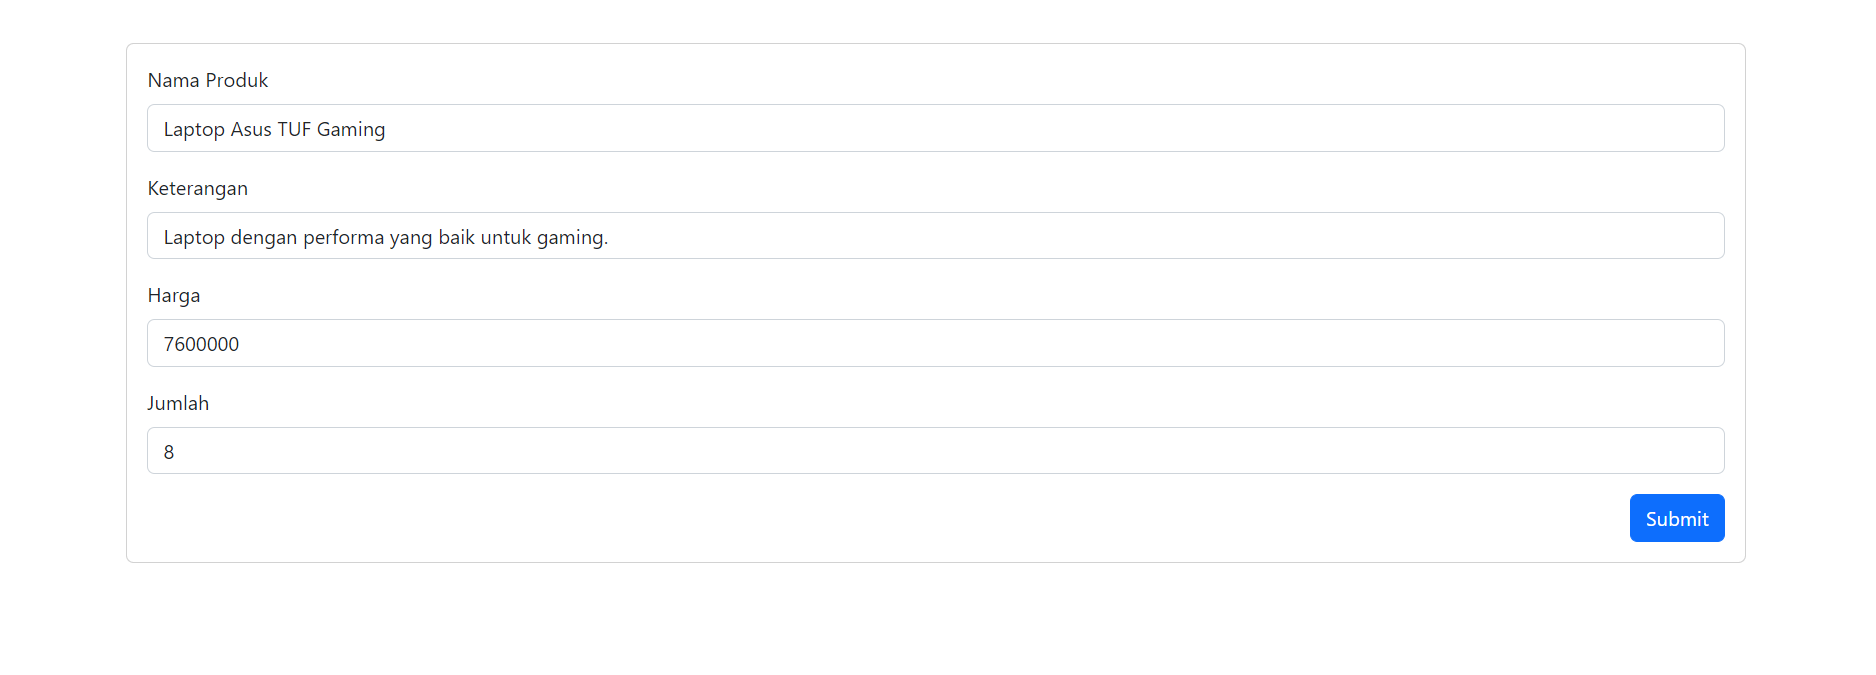 Nama Produk
Laptop Asus TUF Gaming
Keterangan
Laptop dengan performa yang baik untuk gaming.
Harga
7600000
Jumlah
8
Submit